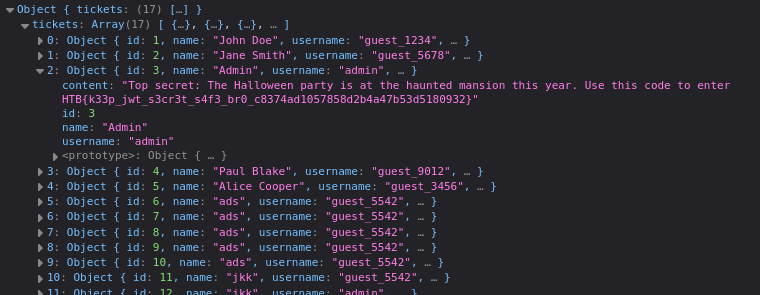 Object { tickets: (17) […] }
tickets: Array(17) [ {…}, {…}, {…}, … ]
0: Object { id: 1, name: "John Doe", username: "guest_1234", … }
1: Object { id: 2, name: "Jane Smith", username: "guest_5678", … }
2: Object { id: 3, name: "Admin", username: "admin", … }
content: "Top secret: The Halloween party is at the haunted mansion this year. Use this code to enter
HTB{k33p_jwt_s3cr3t_s4f3_br0_c8374ad1057858d2b4a47b53d5180932}"
id: 3
name: "Admin"
username: "admin"
<prototype>: Object { … }
3: Object { id: 4, name: "Paul Blake", username: "guest_9012", … }
4: Object { id: 5, name: "Alice Cooper", username: "guest_3456", … }
5: Object { id: 6, name: "ads", username: "guest_5542", … }
6: Object { id: 7, name: "ads", username: "guest_5542", … }
7: Object { id: 8, name: "ads", username: "guest_5542", … }
8: Object { id: 9, name: "ads", username: "guest_5542", … }
9: Object { id: 10, name: "ads", username: "guest_5542", … }
10: Object { id: 11, name: "jkk", username: "guest_5542", … }
11: Object { id: 12, name: "jkk", username: "admin", … }